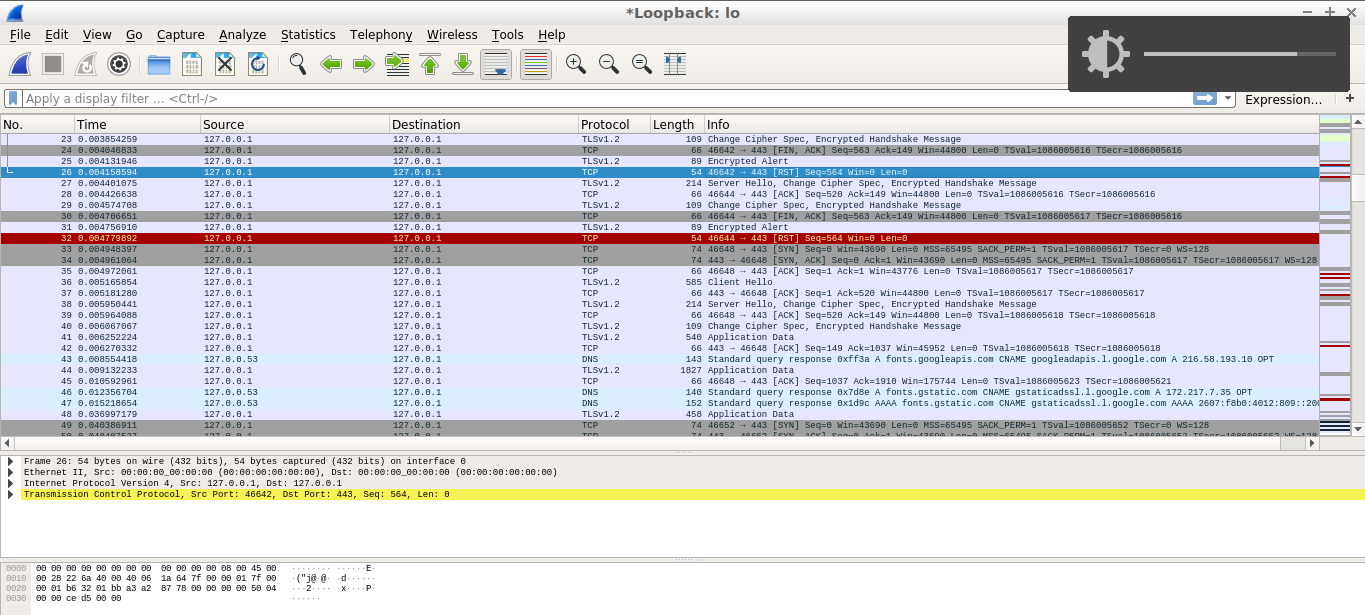 *Loopback: lo
File Edit View Go Capture Analyze Statistics Telephony Wireless Tools Help
Apply a display filter ... <Ctrl-/> Expression... +
No. Time Source Destination Protocol Length Info
23 0.003854259 127.0.0.1 127.0.0.1 TLSv1.2 109 Change Cipher Spec, Encrypted Handshake Message
24 0.004046833 127.0.0.1 127.0.0.1 TCP 66 46642 → 443 [FIN, ACK] Seq=563 Ack=149 Win=44800 Len=0 TSval=1086005616 TSecr=1086005616
25 0.004131946 127.0.0.1 127.0.0.1 TLSv1.2 89 Encrypted Alert
26 0.004158594 127.0.0.1 127.0.0.1 TCP 54 46642 → 443 [RST] Seq=564 Win=0 Len=0
27 0.004401075 127.0.0.1 127.0.0.1 TLSv1.2 214 Server Hello, Change Cipher Spec, Encrypted Handshake Message
28 0.004426638 127.0.0.1 127.0.0.1 TCP 66 46644 → 443 [ACK] Seq=520 Ack=149 Win=44800 Len=0 TSval=1086005616 TSecr=1086005616
29 0.004574708 127.0.0.1 127.0.0.1 TLSv1.2 109 Change Cipher Spec, Encrypted Handshake Message
30 0.004706651 127.0.0.1 127.0.0.1 TCP 66 46644 → 443 [FIN, ACK] Seq=563 Ack=149 Win=44800 Len=0 TSval=1086005617 TSecr=1086005616
31 0.004756910 127.0.0.1 127.0.0.1 TLSv1.2 89 Encrypted Alert
32 0.004779892 127.0.0.1 127.0.0.1 TCP 54 46644 → 443 [RST] Seq=564 Win=0 Len=0
33 0.004948397 127.0.0.1 127.0.0.1 TCP 74 46648 → 443 [SYN] Seq=0 Win=43690 Len=0 MSS=65495 SACK_PERM=1 TSval=1086005617 TSecr=0 WS=128
34 0.004961064 127.0.0.1 127.0.0.1 TCP 74 443 → 46648 [SYN, ACK] Seq=0 Ack=1 Win=43690 Len=0 MSS=65495 SACK_PERM=1 TSval=1086005617 TSecr=1086005617 WS=128
35 0.004972061 127.0.0.1 127.0.0.1 TCP 66 46648 → 443 [ACK] Seq=1 Ack=1 Win=43776 Len=0 TSval=1086005617 TSecr=1086005617
36 0.005165854 127.0.0.1 127.0.0.1 TLSv1.2 585 Client Hello
37 0.005181280 127.0.0.1 127.0.0.1 TCP 66 443 → 46648 [ACK] Seq=1 Ack=520 Win=44800 Len=0 TSval=1086005617 TSecr=1086005617
38 0.005950441 127.0.0.1 127.0.0.1 TLSv1.2 214 Server Hello, Change Cipher Spec, Encrypted Handshake Message
39 0.005964088 127.0.0.1 127.0.0.1 TCP 66 46648 → 443 [ACK] Seq=520 Ack=149 Win=44800 Len=0 TSval=1086005618 TSecr=1086005618
40 0.006067067 127.0.0.1 127.0.0.1 TLSv1.2 109 Change Cipher Spec, Encrypted Handshake Message
41 0.006252224 127.0.0.1 127.0.0.1 TLSv1.2 540 Application Data
42 0.006270332 127.0.0.1 127.0.0.1 TCP 66 443 → 46648 [ACK] Seq=149 Ack=1037 Win=45952 Len=0 TSval=1086005618 TSecr=1086005618
43 0.008554418 127.0.0.53 127.0.0.1 DNS 143 Standard query response 0xff3a A fonts.googleapis.com CNAME googleadapis.l.google.com A 216.58.193.10 OPT
44 0.009132233 127.0.0.1 127.0.0.1 TLSv1.2 1827 Application Data
45 0.010592961 127.0.0.1 127.0.0.1 TCP 66 46648 → 443 [ACK] Seq=1037 Ack=1910 Win=175744 Len=0 TSval=1086005623 TSecr=1086005621
46 0.012356704 127.0.0.53 127.0.0.1 DNS 140 Standard query response 0x7d8e A fonts.gstatic.com CNAME gstaticadssl.l.google.com A 172.217.7.35 OPT
47 0.015218654 127.0.0.53 127.0.0.1 DNS 152 Standard query response 0x1d9c AAAA fonts.gstatic.com CNAME gstaticadssl.l.google.com AAAA 2607:f8b0:4012:809::20
48 0.036997179 127.0.0.1 127.0.0.1 TLSv1.2 458 Application Data
49 0.040386911 127.0.0.1 127.0.0.1 TCP 74 46652 → 443 [SYN] Seq=0 Win=43690 Len=0 MSS=65495 SACK_PERM=1 TSval=1086005652 TSecr=0 WS=128
Frame 26: 54 bytes on wire (432 bits), 54 bytes captured (432 bits) on interface 0
Ethernet II, Src: 00:00:00_00:00:00 (00:00:00:00:00:00), Dst: 00:00:00_00:00:00 (00:00:00:00:00:00)
Internet Protocol Version 4, Src: 127.0.0.1, Dst: 127.0.0.1
Transmission Control Protocol, Src Port: 46642, Dst Port: 443, Seq: 564, Len: 0
0000 00 00 00 00 00 00 00 00 00 00 00 00 08 00 45 00 ········ ······E·
0010 00 28 22 6a 40 00 40 06 1a 64 7f 00 00 01 7f 00 ·("j@·@· ·d······
0020 00 01 b6 32 01 bb a3 a2 87 78 00 00 00 00 50 04 ···2···· ·x····P·
0030 00 00 ce d5 00 00 ······